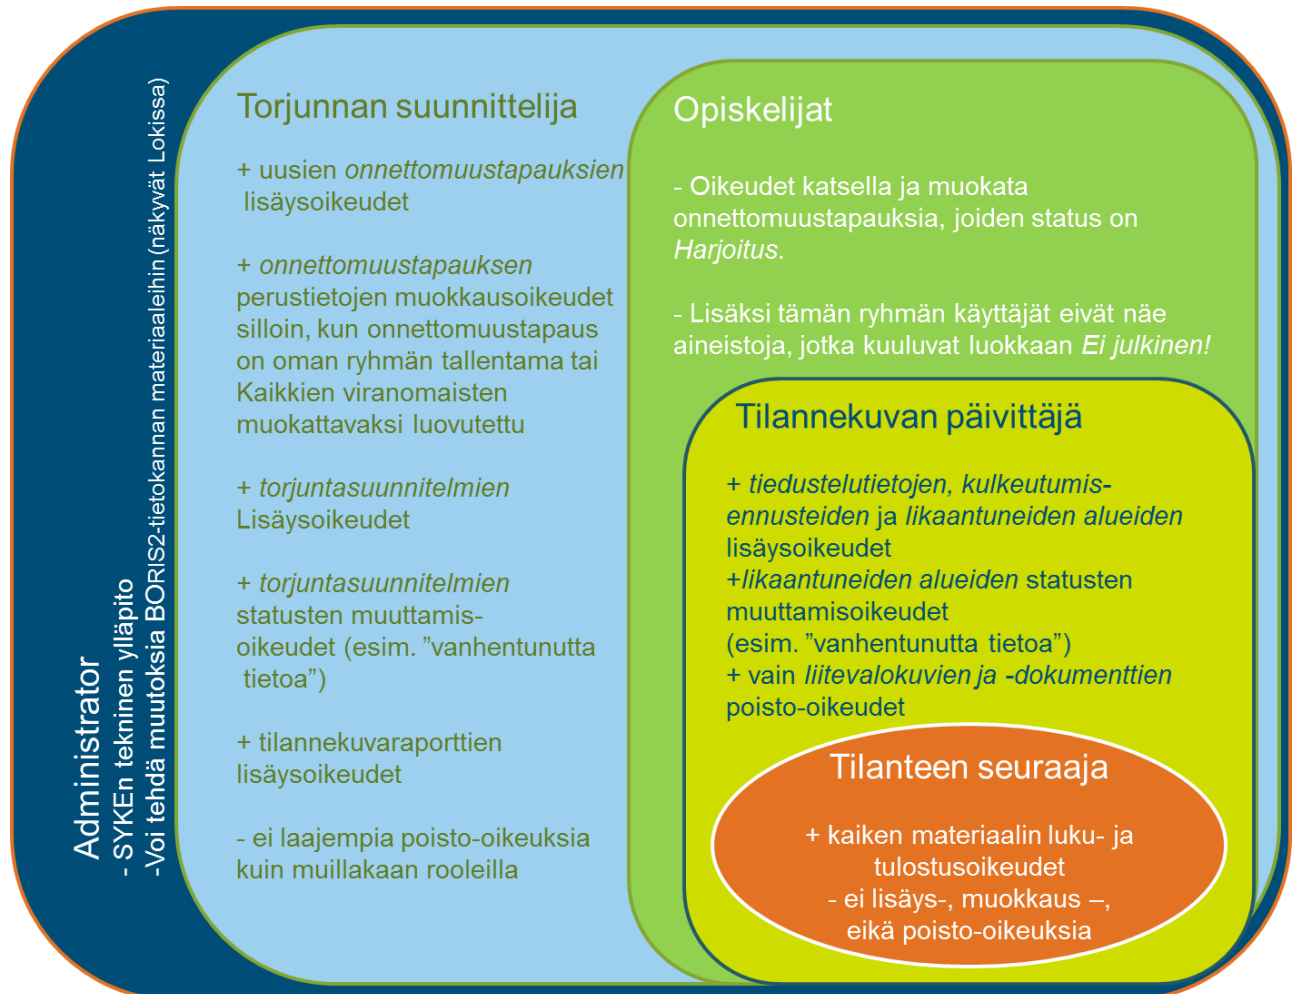 Administrator
- SYKEn tekninen ylläpito
-Voi tehdä muutoksia BORIS2-tietokannan materiaaleihin (näkyvät Lokissa)
Torjunnan suunnittelija
+ uusien onnettomuustapauksien
lisäysoikeudet
+ onnettomuustapauksen
perustietojen muokkausoikeudet
silloin, kun onnettomuustapaus
on oman ryhmän tallentama tai
Kaikkien viranomaisten
muokattavaksi luovutettu
+ torjuntasuunnitelmien
Lisäysoikeudet
+ torjuntasuunnitelmien
statusten muuttamis-
oikeudet (esim. ”vanhentunutta
tietoa”)
+ tilannekuvaraporttien
lisäysoikeudet
- ei laajempia poisto-oikeuksia
kuin muillakaan rooleilla
Opiskelijat
- Oikeudet katsella ja muokata
onnettomuustapauksia, joiden status on
Harjoitus.
- Lisäksi tämän ryhmän käyttäjät eivät näe
aineistoja, jotka kuuluvat luokkaan Ei julkinen!
Tilannekuvan päivittäjä
+ tiedustelutietojen, kulkeutumis-
ennusteiden ja likaantuneiden alueiden
lisäysoikeudet
+likaantuneiden alueiden statusten
muuttamisoikeudet
(esim. ”vanhentunutta tietoa”)
+ vain liitevalokuvien ja -dokumenttien
poisto-oikeudet
Tilanteen seuraaja
+ kaiken materiaalin luku- ja
tulostusoikeudet
- ei lisäys-, muokkaus –,
eikä poisto-oikeuksia